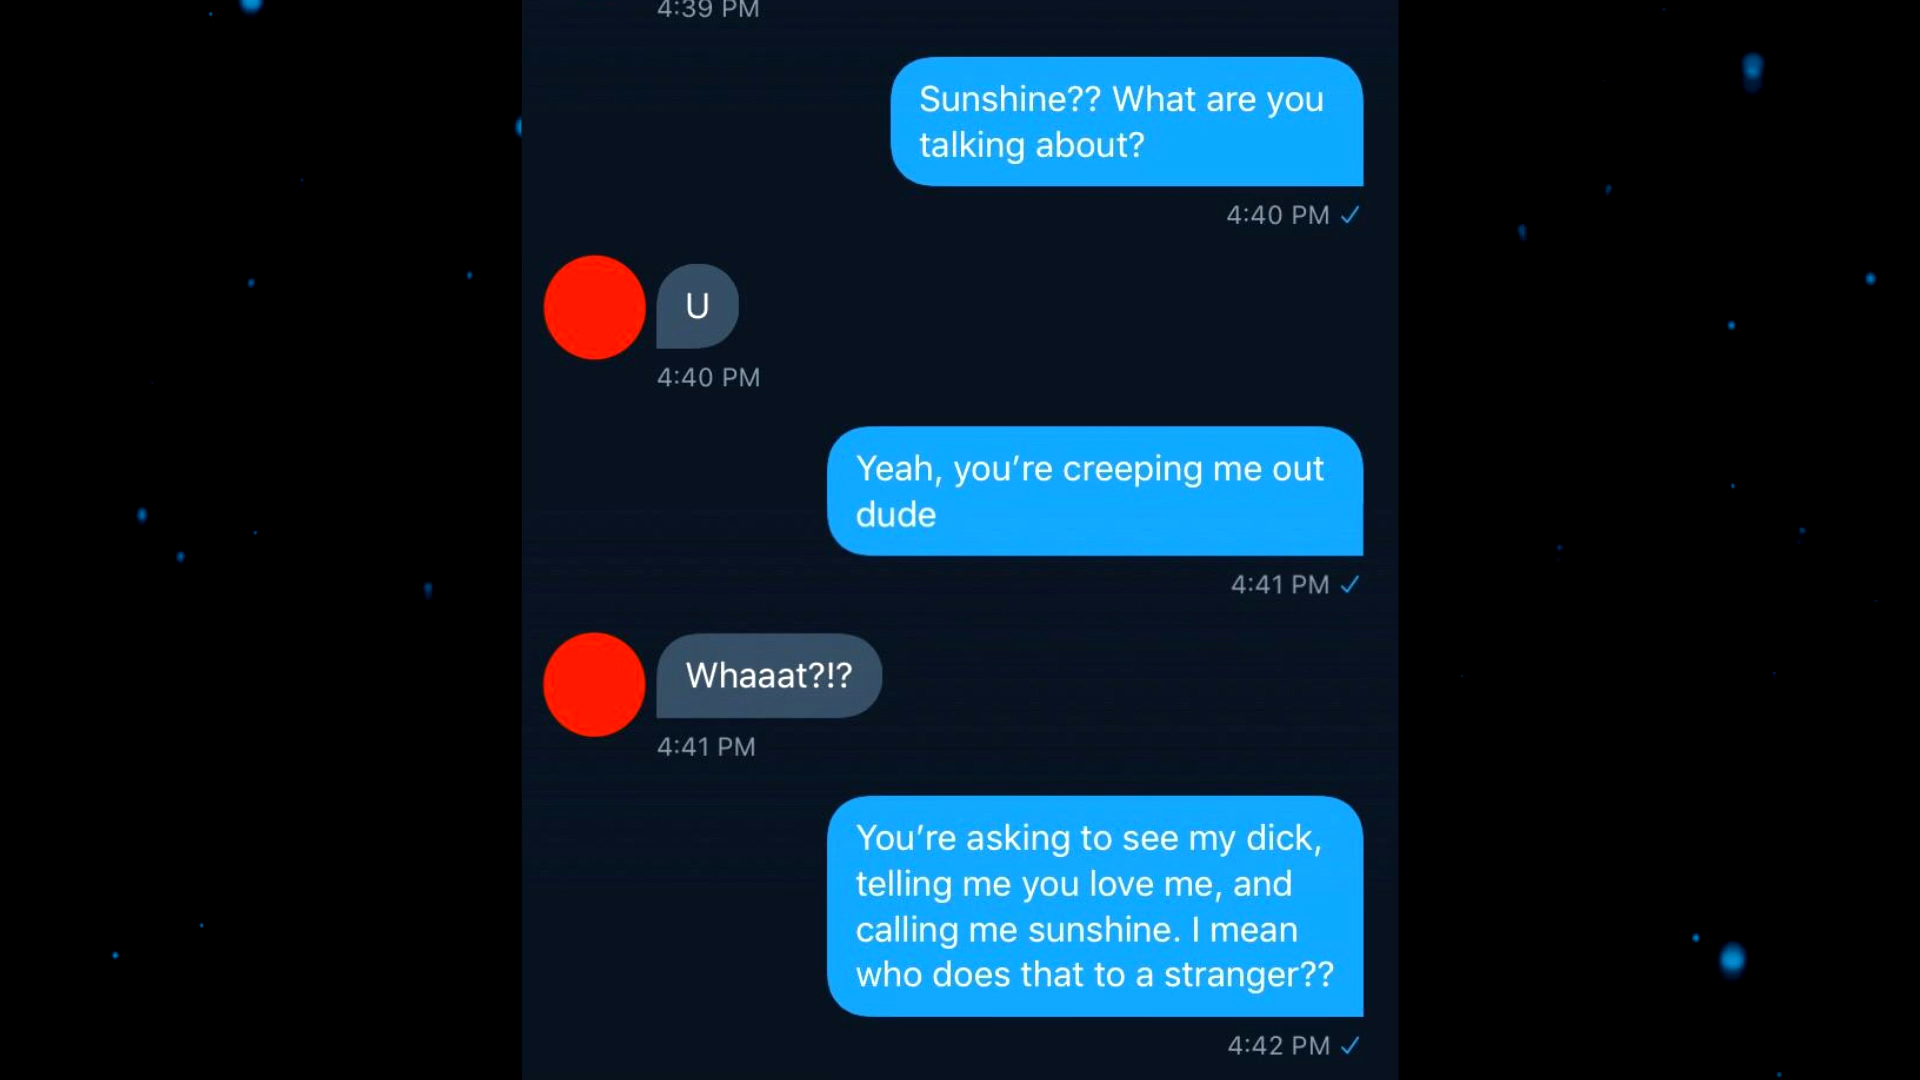 4:39 PM
Sunshine?? What are you
talking about?
4:40 PM
U
4:40 PM
Yeah, you’re creeping me out
dude
4:41 PM
Whaaat?!?
4:41 PM
You’re asking to see my dick,
telling me you love me, and
calling me sunshine. I mean
who does that to a stranger??
4:42 PM